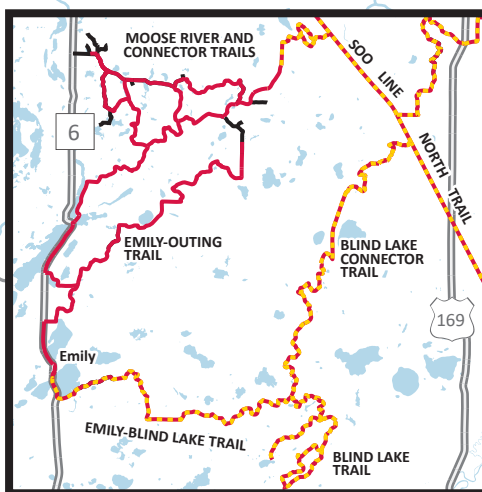 MOOSE RIVER AND
CONNECTOR TRAILS
SOO LINE
NORTH TRAIL
6
EMILY-OUTING
TRAIL
BLIND LAKE
CONNECTOR
TRAIL
169
Emily
EMILY-BLIND LAKE TRAIL
BLIND LAKE
TRAIL